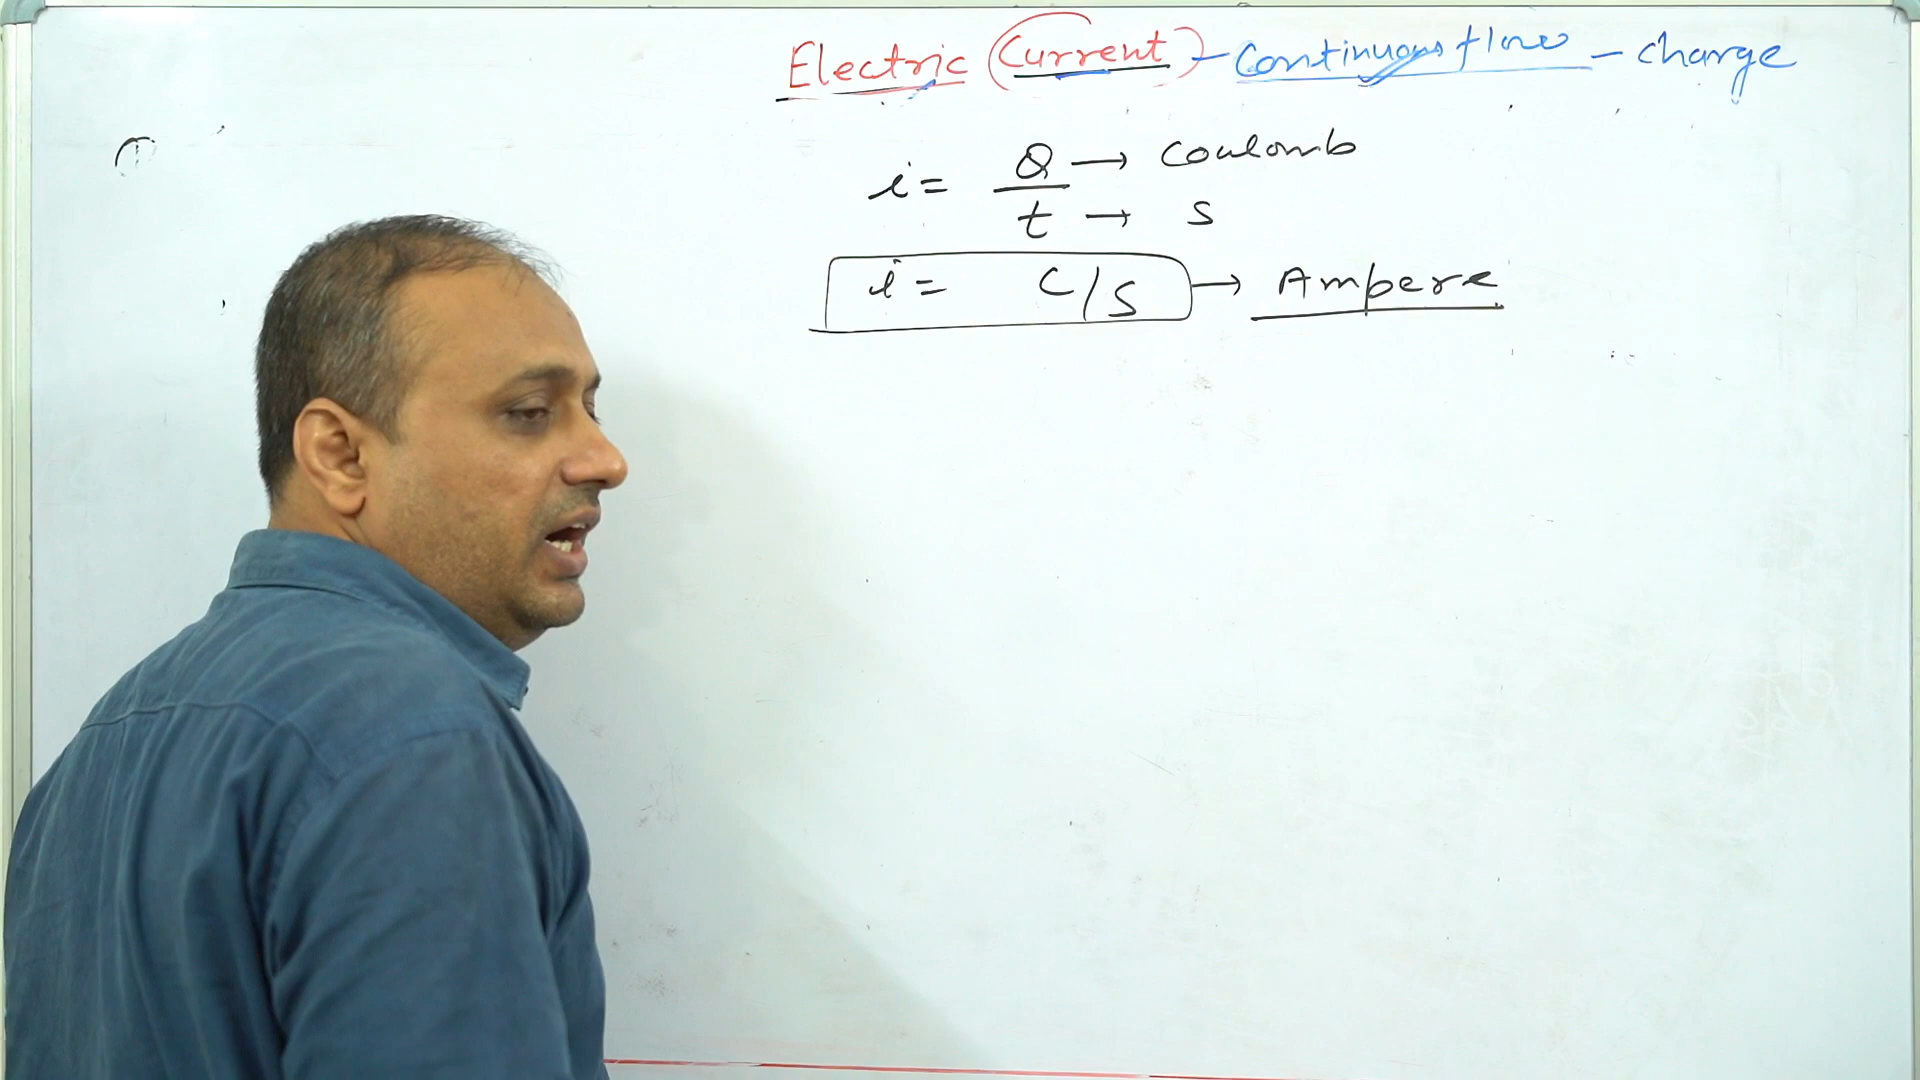 Electric (Current) - Continuous flow - charge
i = Q → Coulomb
t → s
i = C/S → Ampere